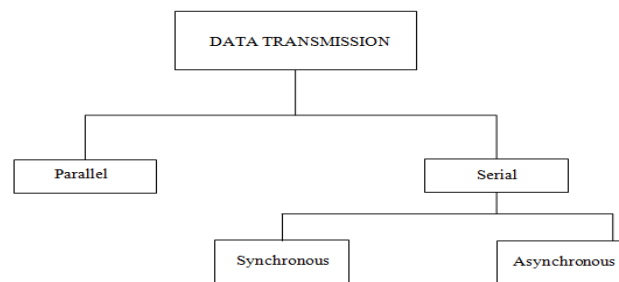 DATA TRANSMISSION
Parallel
Serial
Synchronous
Asynchronous